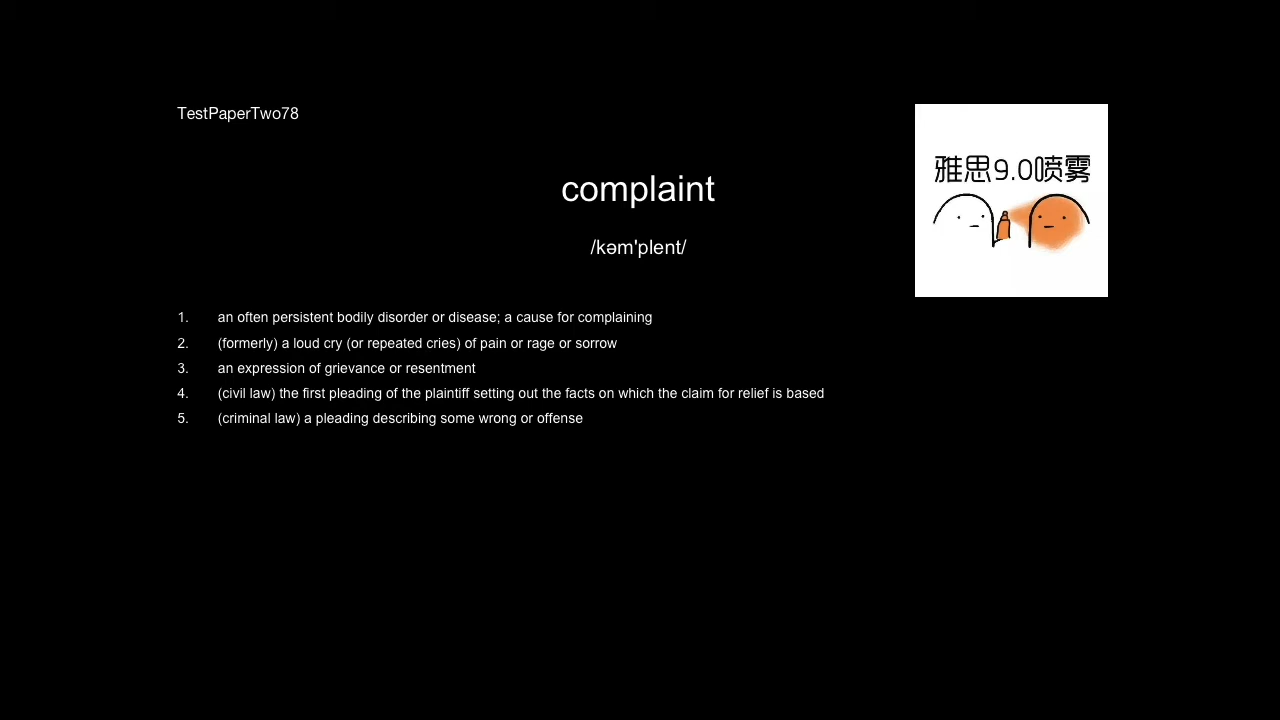 TestPaperTwo78
雅思9.0喷雾
complaint
/kəm'plent/
1. an often persistent bodily disorder or disease; a cause for complaining
2. (formerly) a loud cry (or repeated cries) of pain or rage or sorrow
3. an expression of grievance or resentment
4. (civil law) the first pleading of the plaintiff setting out the facts on which the claim for relief is based
5. (criminal law) a pleading describing some wrong or offense